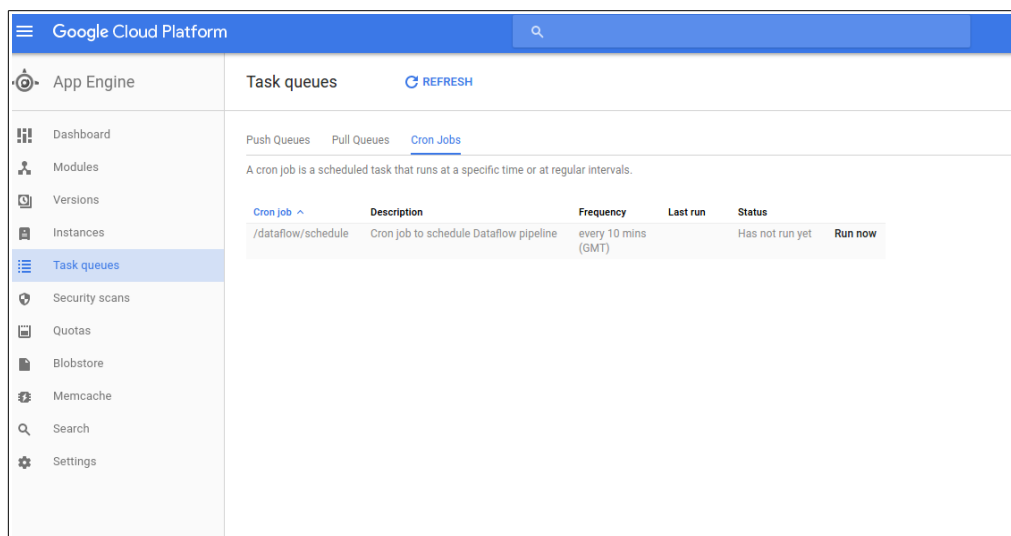 Google Cloud Platform
App Engine
Task queues
REFRESH
Dashboard
Modules
Versions
Instances
Task queues
Security scans
Quotas
Blobstore
Memcache
Search
Settings
Push Queues Pull Queues Cron Jobs
A cron job is a scheduled task that runs at a specific time or at regular intervals.
Cron job Description Frequency Last run Status
/dataflow/schedule Cron job to schedule Dataflow pipeline every 10 mins Has not run yet Run now
(GMT)